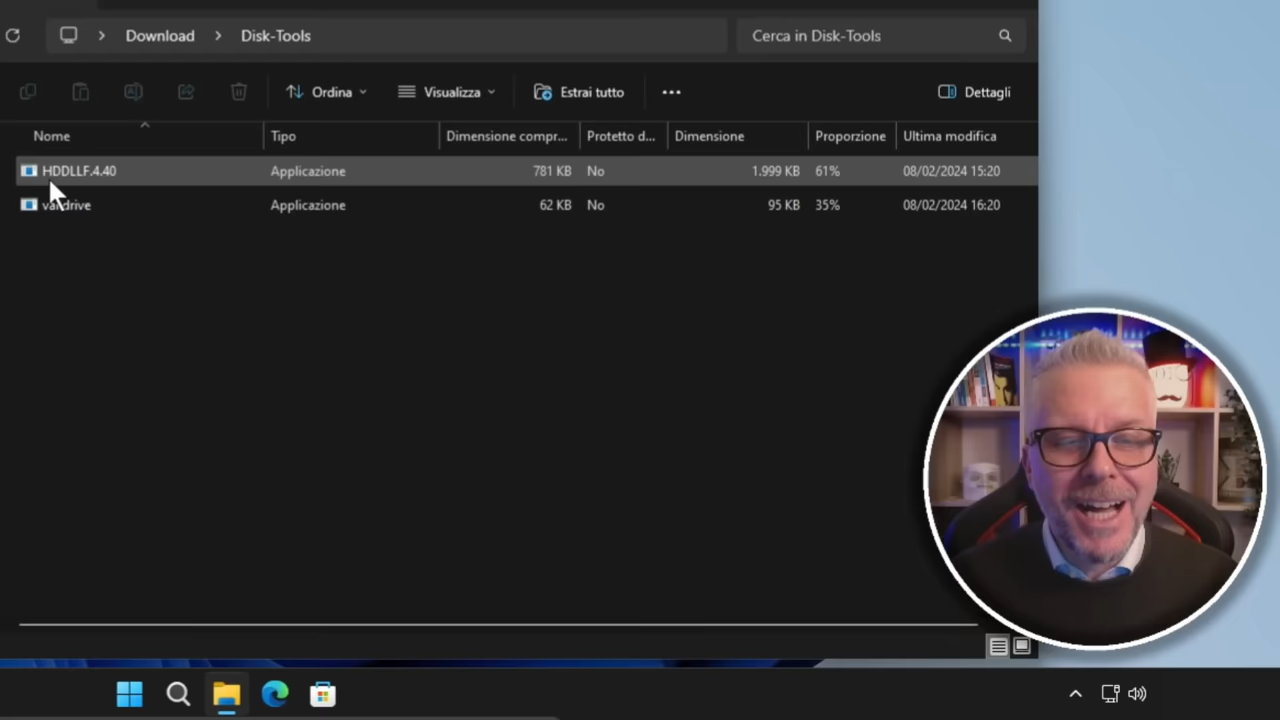 Download > Disk-Tools
Cerca in Disk-Tools
Ordina Visualizza Estrai tutto ... Dettagli
Nome Tipo Dimensione compr... Protetto d... Dimensione Proporzione Ultima modifica
HDDLLF.4.40 Applicazione 781 KB No 1.999 KB 61% 08/02/2024 15:20
Applicazione 62 KB No 95 KB 35% 08/02/2024 16:20